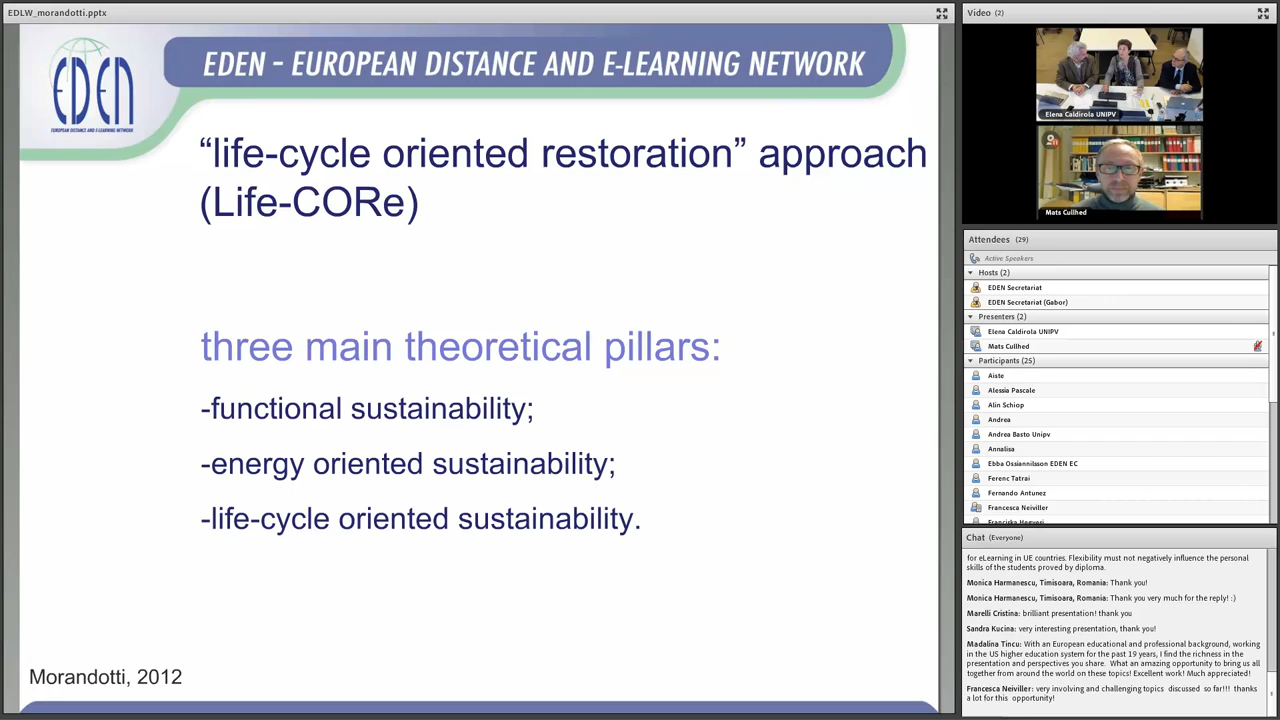 EDLW_morandotti.pptx
EDEN
EUROPEAN DISTANCE AND E-LEARNING NETWORK
EDEN - EUROPEAN DISTANCE AND E-LEARNING NETWORK
“life-cycle oriented restoration” approach
(Life-CORe)
three main theoretical pillars:
-functional sustainability;
-energy oriented sustainability;
-life-cycle oriented sustainability.
Morandotti, 2012
Video (2)
Elena Caldirola UNIPV
Mats Cullhed
Attendees (29)
Active Speakers
Hosts (2)
EDEN Secretariat
EDEN Secretariat (Gabor)
Presenters (2)
Elena Caldirola UNIPV
Mats Cullhed
Participants (25)
Aiste
Alessia Pascale
Alin Schiop
Andrea
Andrea Basto Unipv
Annalisa
Ebba Ossiannilsson EDEN EC
Ferenc Tatrai
Fernando Antunez
Francesca Neiviller
Chat (Everyone)
for eLearning in UE countries. Flexibility must not negatively influence the personal
skills of the students proved by diploma.
Monica Harmanescu, Timisoara, Romania: Thank you!
Monica Harmanescu, Timisoara, Romania: Thank you very much for the reply! :)
Marelli Cristina: brilliant presentation! thank you
Sandra Kucina: very interesting presentation, thank you!
Madalina Tincu: With an European educational and professional background, working
in the US higher education system for the past 19 years, I find the richness in the
presentation and perspectives you share. What an amazing opportunity to bring us all
together from around the world on these topics! Excellent work! Much appreciated!
Francesca Neiviller: very involving and challenging topics discussed so far!!! thanks
a lot for this opportunity!